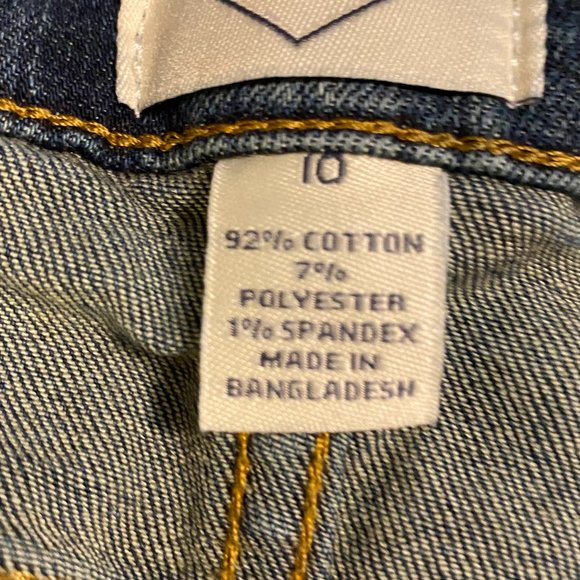 10
92% COTTON
7%
POLYESTER
1% SPANDEX
MADE IN
BANGLADESH